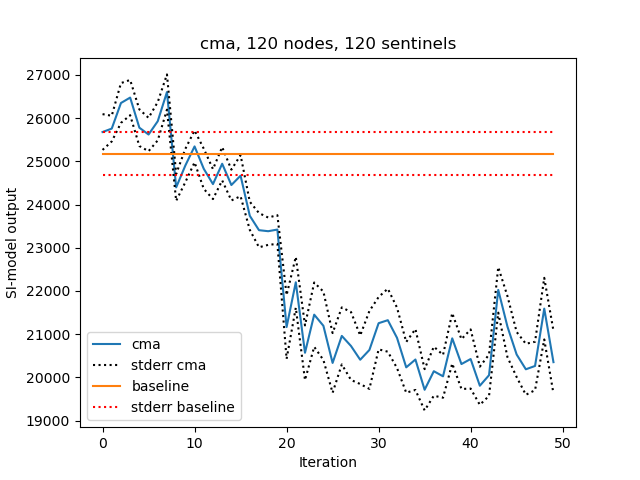 cma, 120 nodes, 120 sentinels
27000
26000
25000
24000
23000
22000
21000
20000
19000
SI-model output
cma
stderr cma
baseline
stderr baseline
0 10 20 30 40 50
Iteration